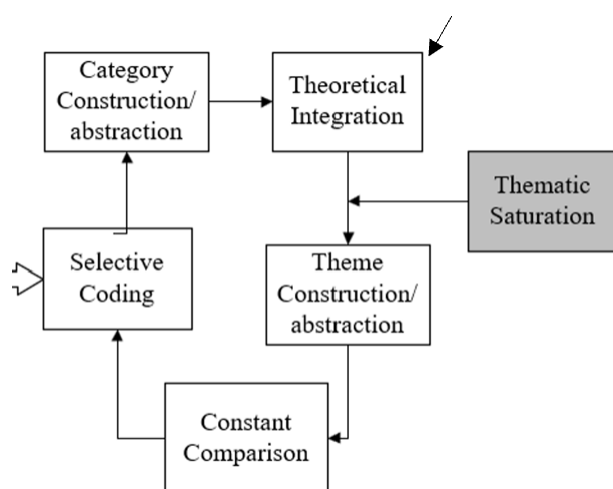 Category
Construction/
abstraction
Theoretical
Integration
Thematic
Saturation
Selective
Coding
Theme
Construction/
abstraction
Constant
Comparison